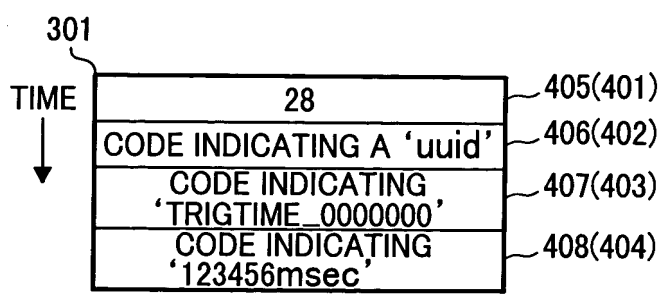 301
TIME
28
405(401)
CODE INDICATING A ‘uuid’
406(402)
CODE INDICATING
‘TRIGTIME_0000000’
407(403)
CODE INDICATING
‘123456msec’
408(404)